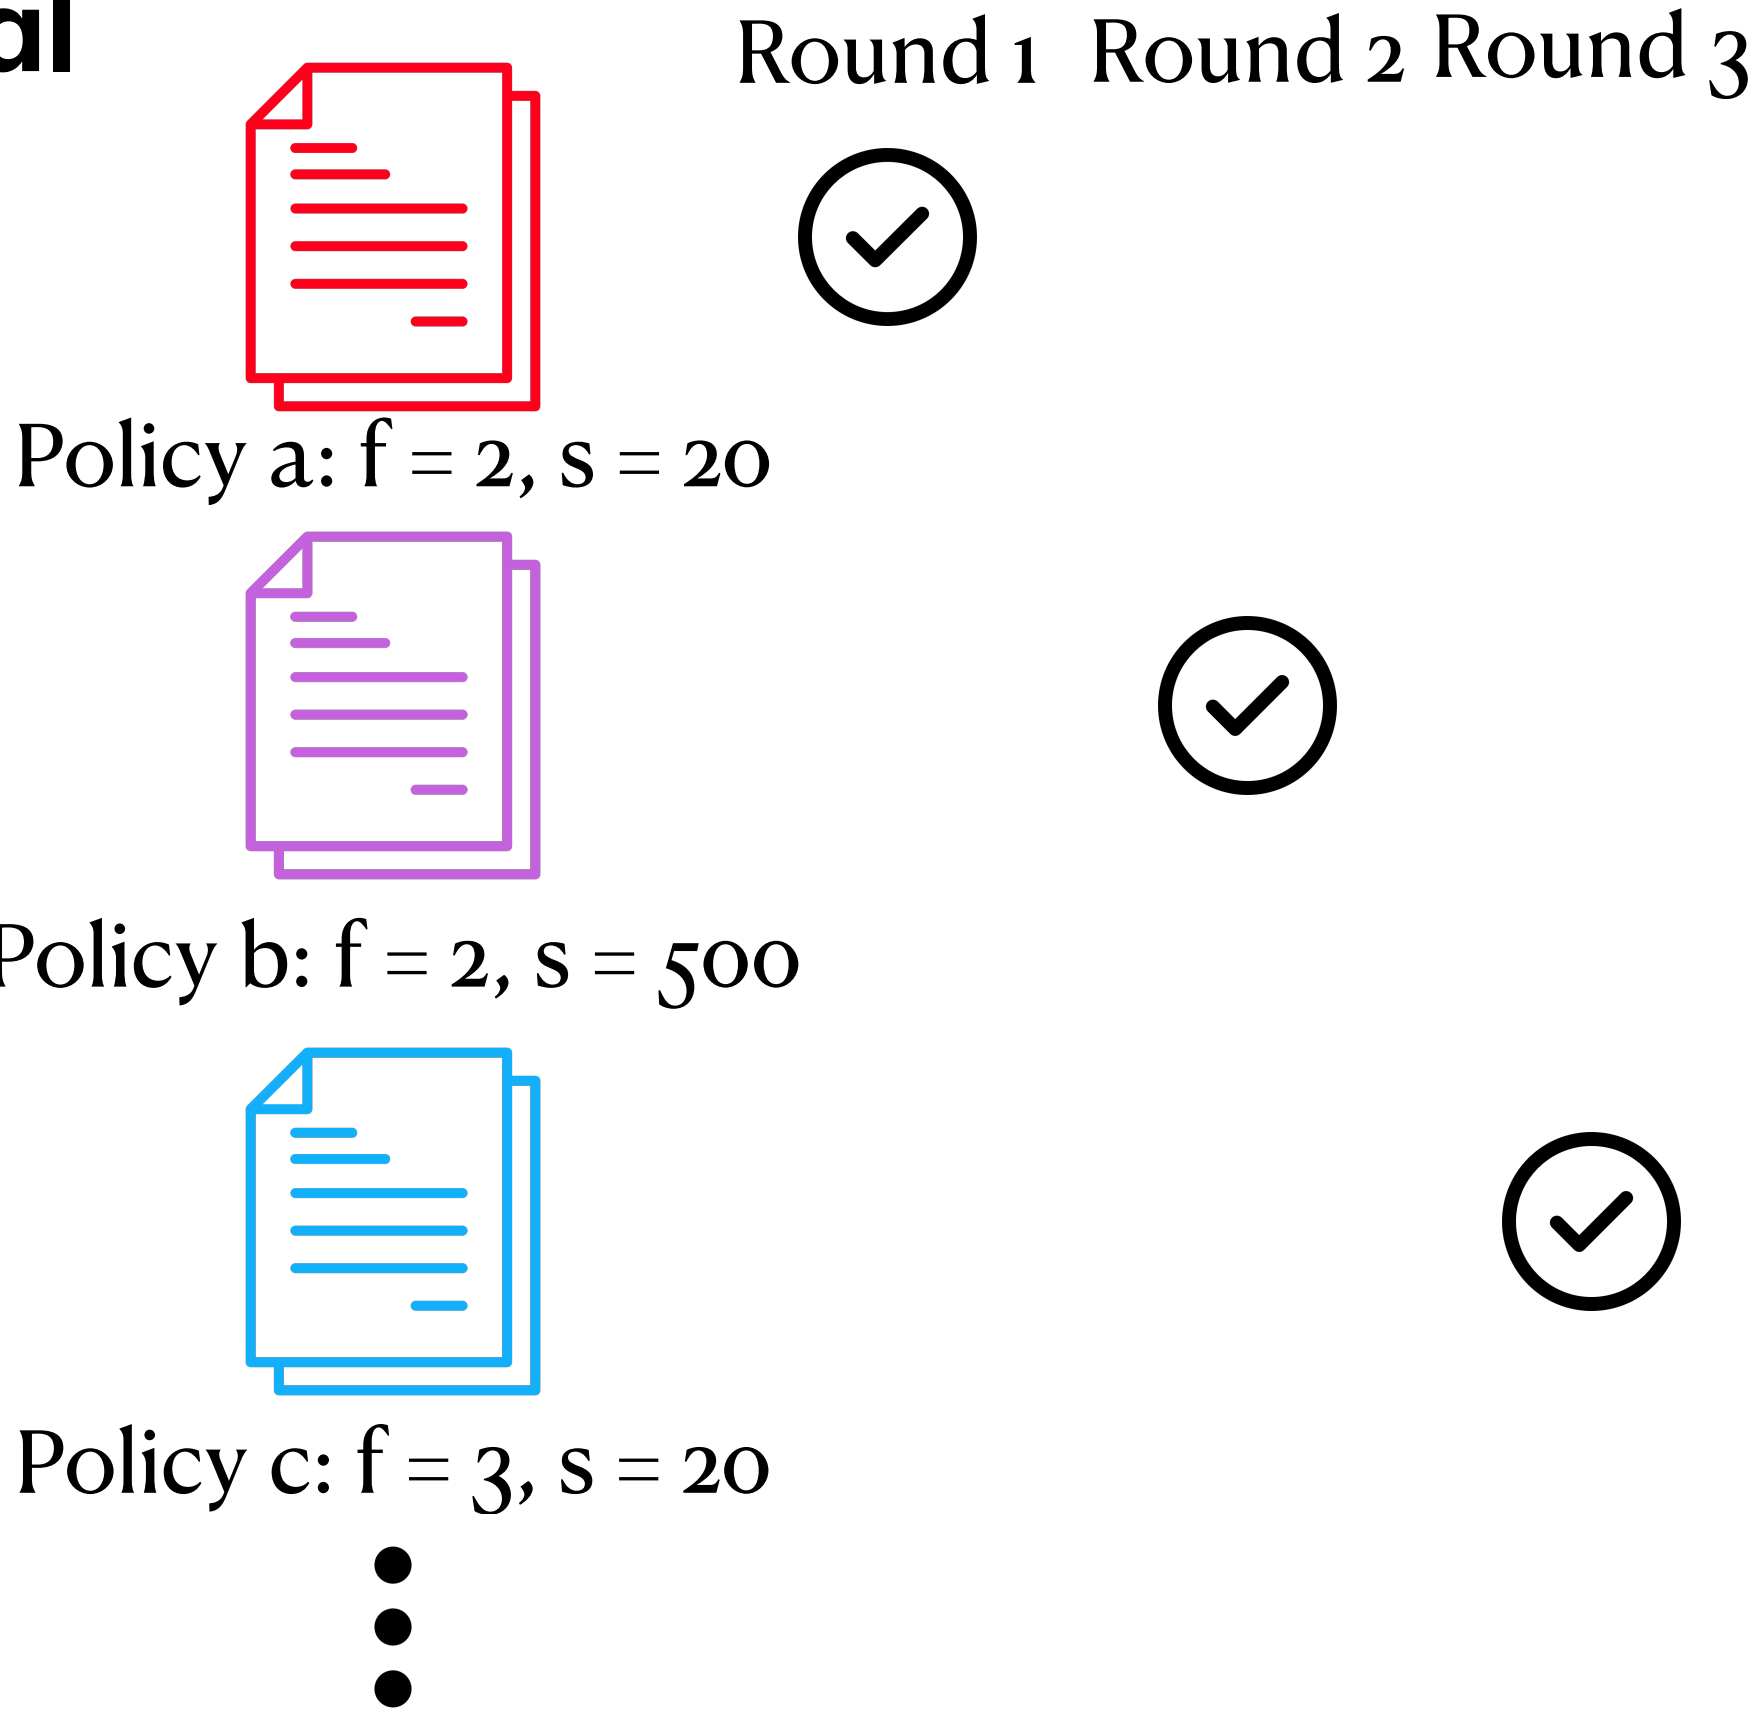 al
Round 1 Round 2 Round 3
Policy a: f = 2, s = 20
Policy b: f = 2, s = 500
Policy c: f = 3, s = 20